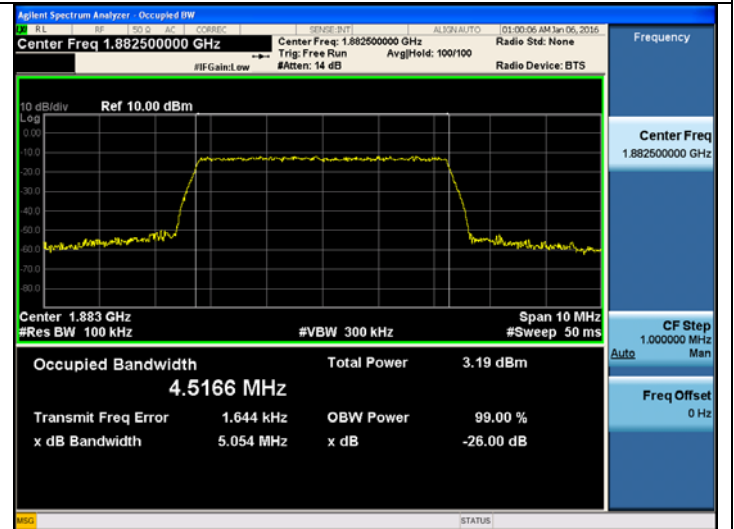 Agilent Spectrum Analyzer - Occupied BW
RL RF 50 Ω AC CORREC SENSE:INT ALIGN AUTO 01:00:06 AM Jan 06, 2016
Center Freq 1.882500000 GHz
Center Freq: 1.882500000 GHz
Radio Std: None
Trig: Free Run Avg|Hold: 100/100
#IFGain:Low
#Atten: 14 dB
Radio Device: BTS
Frequency
10 dB/div Ref 10.00 dBm
Log
0.00
-10.0
-20.0
-30.0
-40.0
-50.0
-60.0
-70.0
-80.0
Center Freq
1.882500000 GHz
Center 1.883 GHz Span 10 MHz
#Res BW 100 kHz #VBW 300 kHz #Sweep 50 ms
CF Step
1.000000 MHz
Auto Man
Freq Offset
0 Hz
Occupied Bandwidth Total Power 3.19 dBm
4.5166 MHz
Transmit Freq Error 1.644 kHz OBW Power 99.00 %
x dB Bandwidth 5.054 MHz x dB -26.00 dB
MSG STATUS